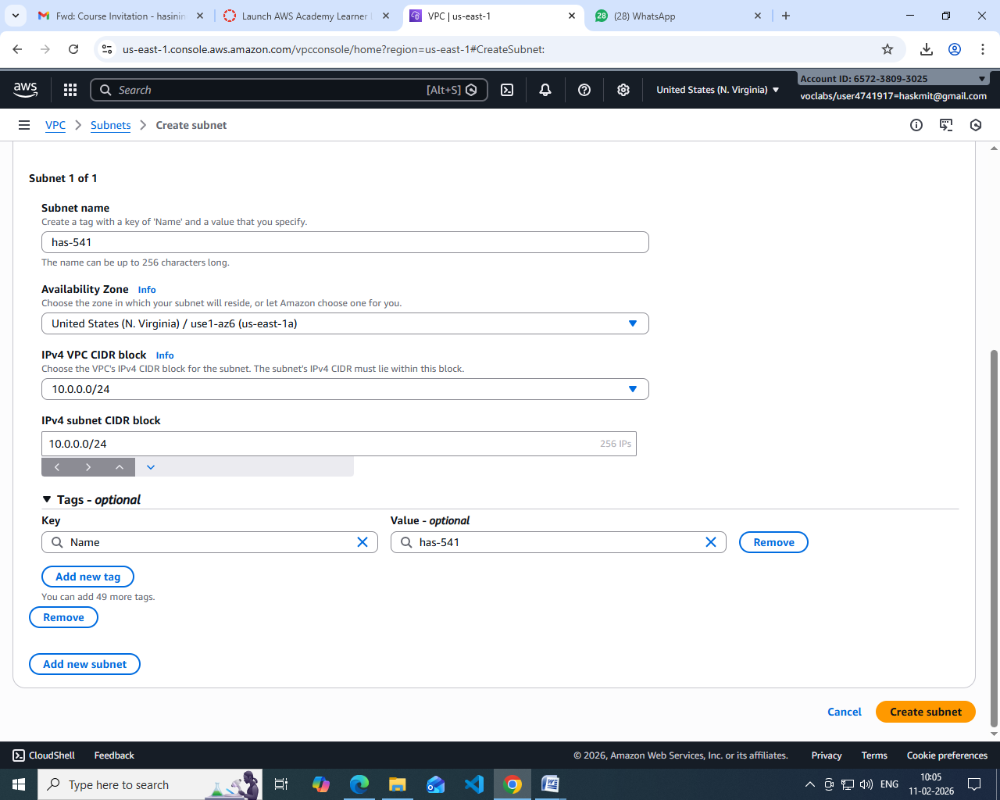 Fwd: Course Invitation - hasinin
Launch AWS Academy Learner L
VPC | us-east-1
28
(28) WhatsApp
us-east-1.console.aws.amazon.com/vpcconsole/home?region=us-east-1#CreateSubnet:
aws
Search
[Alt+S]
United States (N. Virginia)
Account ID: 6572-3809-3025
voclabs/user4741917=haskmit@gmail.com
VPC
Subnets
Create subnet
Subnet 1 of 1
Subnet name
Create a tag with a key of 'Name' and a value that you specify.
has-541
The name can be up to 256 characters long.
Availability Zone Info
Choose the zone in which your subnet will reside, or let Amazon choose one for you.
United States (N. Virginia) / use1-az6 (us-east-1a)
IPv4 VPC CIDR block Info
Choose the VPC's IPv4 CIDR block for the subnet. The subnet's IPv4 CIDR must lie within this block.
10.0.0.0/24
IPv4 subnet CIDR block
10.0.0.0/24
256 IPs
Tags - optional
Key
Value - optional
Name
has-541
Remove
Add new tag
You can add 49 more tags.
Remove
Add new subnet
Cancel
Create subnet
CloudShell
Feedback
© 2026, Amazon Web Services, Inc. or its affiliates.
Privacy
Terms
Cookie preferences
Type here to search
ENG
10:05
11-02-2026